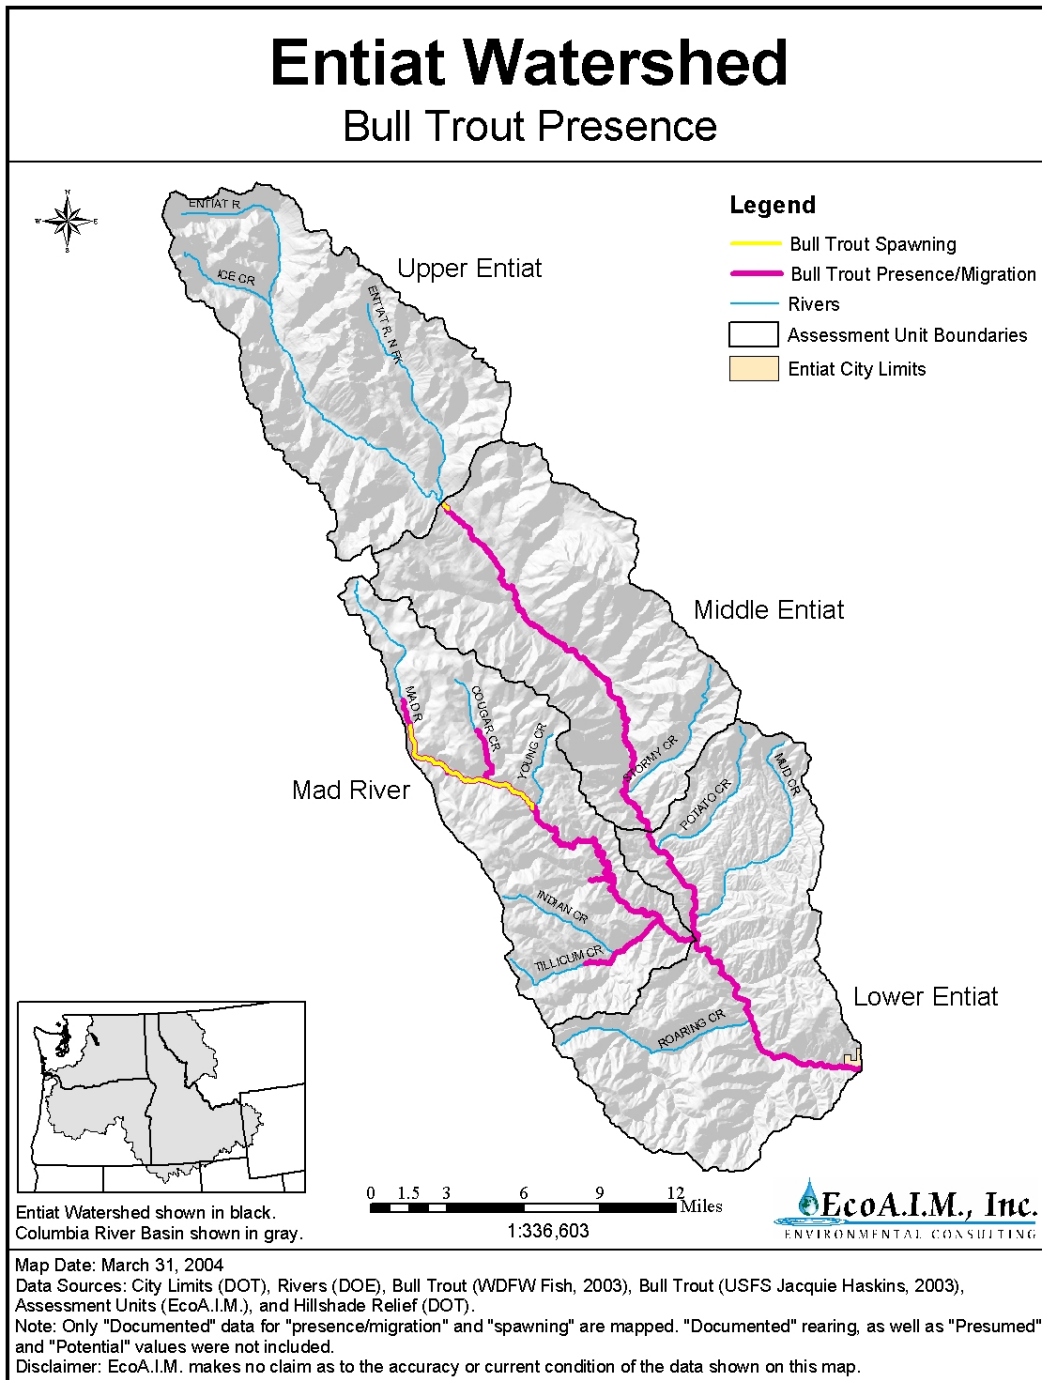 Entiat Watershed
Bull Trout Presence
N
W E
S
Legend
Bull Trout Spawning
Bull Trout Presence/Migration
Rivers
Assessment Unit Boundaries
Entiat City Limits
ENTIAT R
ICE CR
ENTIAT R, N FK
Upper Entiat
Middle Entiat
MAD R
COUGAR CR
YOUNG CR
STORMY CR
POTATO CR
MUD CR
Mad River
INDIAN CR
TILLICUM CR
ROARING CR
Lower Entiat
0 1.5 3 6 9 12
Miles
1:336,603
EcoA.I.M., Inc.
ENVIRONMENTAL CONSULTING
Entiat Watershed shown in black.
Columbia River Basin shown in gray.
Map Date: March 31, 2004
Data Sources: City Limits (DOT), Rivers (DOE), Bull Trout (WDFW Fish, 2003), Bull Trout (USFS Jacquie Haskins, 2003),
Assessment Units (EcoA.I.M.), and Hillshade Relief (DOT).
Note: Only "Documented" data for "presence/migration" and "spawning" are mapped. "Documented" rearing, as well as "Presumed"
and "Potential" values were not included.
Disclaimer: EcoA.I.M. makes no claim as to the accuracy or current condition of the data shown on this map.